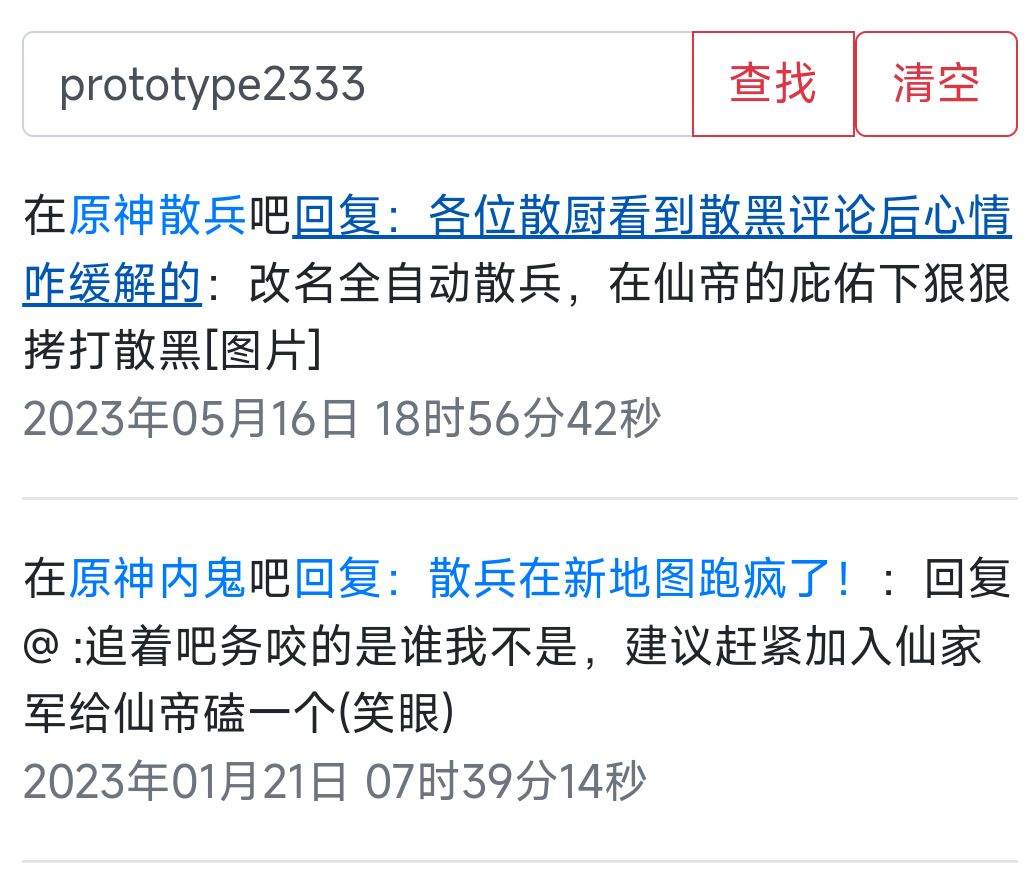 prototype2333
查找
清空
在原神散兵吧回复：各位散厨看到散黑评论后心情
咋缓解的：改名全自动散兵，在仙帝的庇佑下狠狠
拷打散黑[图片]
2023年05月16日 18时56分42秒
在原神内鬼吧回复：散兵在新地图跑疯了！：回复
@ :追着吧务咬的是谁我不是，建议赶紧加入仙家
军给仙帝磕一个(笑眼)
2023年01月21日 07时39分14秒